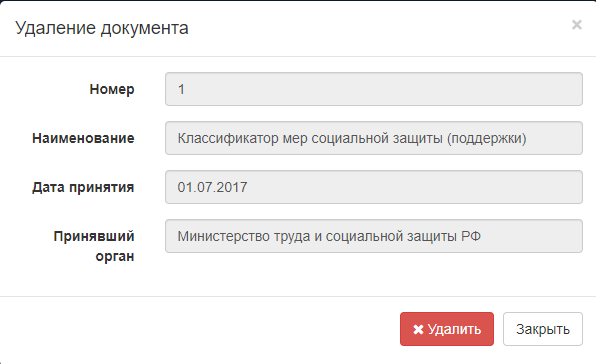 Удаление документа ×
Номер 1
Наименование Классификатор мер социальной защиты (поддержки)
Дата принятия 01.07.2017
Принявший Министерство труда и социальной защиты РФ
орган
✖ Удалить Закрыть